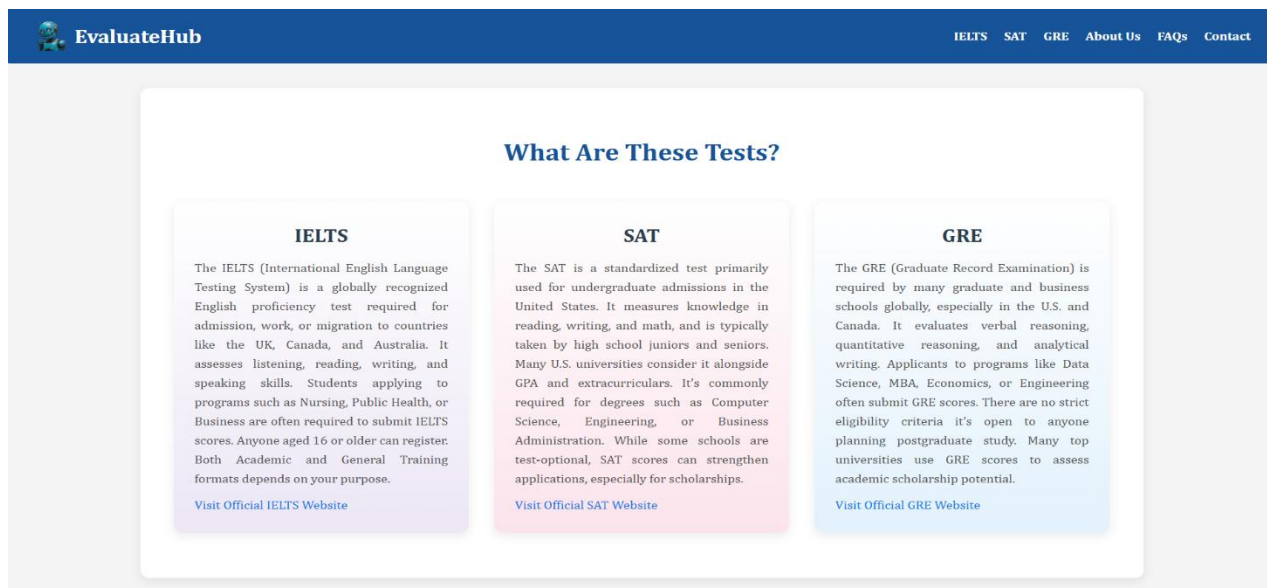 EvaluateHub
IELTS SAT GRE About Us FAQs Contact
What Are These Tests?
IELTS
The IELTS (International English Language
Testing System) is a globally recognized
English proficiency test required for
admission, work, or migration to countries
like the UK, Canada, and Australia. It
assesses listening, reading, writing, and
speaking skills. Students applying to
programs such as Nursing, Public Health, or
Business are often required to submit IELTS
scores. Anyone aged 16 or older can register.
Both Academic and General Training
formats depends on your purpose.
Visit Official IELTS Website
SAT
The SAT is a standardized test primarily
used for undergraduate admissions in the
United States. It measures knowledge in
reading, writing, and math, and is typically
taken by high school juniors and seniors.
Many U.S. universities consider it alongside
GPA and extracurriculars. It's commonly
required for degrees such as Computer
Science, Engineering, or Business
Administration. While some schools are
test-optional, SAT scores can strengthen
applications, especially for scholarships.
Visit Official SAT Website
GRE
The GRE (Graduate Record Examination) is
required by many graduate and business
schools globally, especially in the U.S. and
Canada. It evaluates verbal reasoning,
quantitative reasoning, and analytical
writing. Applicants to programs like Data
Science, MBA, Economics, or Engineering
often submit GRE scores. There are no strict
eligibility criteria it's open to anyone
planning postgraduate study. Many top
universities use GRE scores to assess
academic scholarship potential.
Visit Official GRE Website